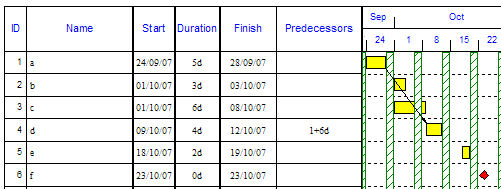 Sep Oct
ID Name Start Duration Finish Predecessors
24 1 8 15 22
1 a 24/09/07 5d 28/09/07
2 b 01/10/07 3d 03/10/07
3 c 01/10/07 6d 08/10/07
4 d 09/10/07 4d 12/10/07 1+6d
5 e 18/10/07 2d 19/10/07
6 f 23/10/07 0d 23/10/07